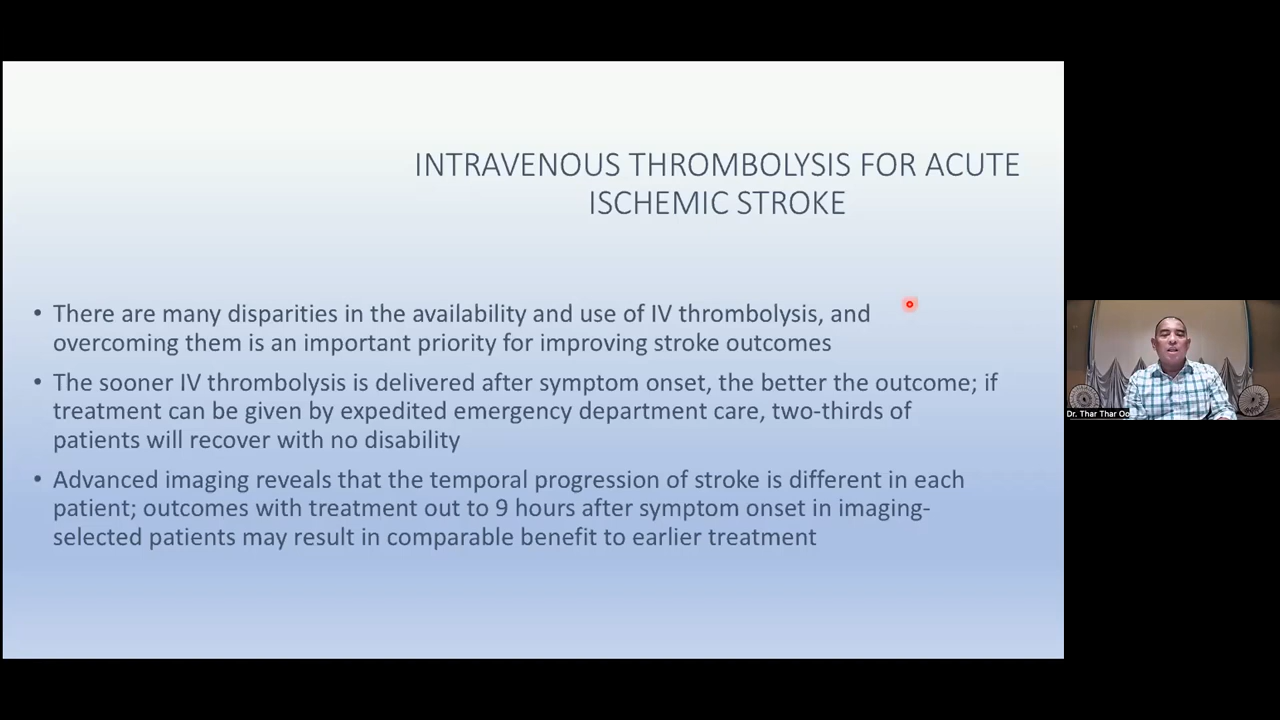 INTRAVENOUS THROMBOLYSIS FOR ACUTE
ISCHEMIC STROKE
• There are many disparities in the availability and use of IV thrombolysis, and
overcoming them is an important priority for improving stroke outcomes
• The sooner IV thrombolysis is delivered after symptom onset, the better the outcome; if
treatment can be given by expedited emergency department care, two-thirds of
patients will recover with no disability
• Advanced imaging reveals that the temporal progression of stroke is different in each
patient; outcomes with treatment out to 9 hours after symptom onset in imaging-
selected patients may result in comparable benefit to earlier treatment
Dr. Thar Thar Oo